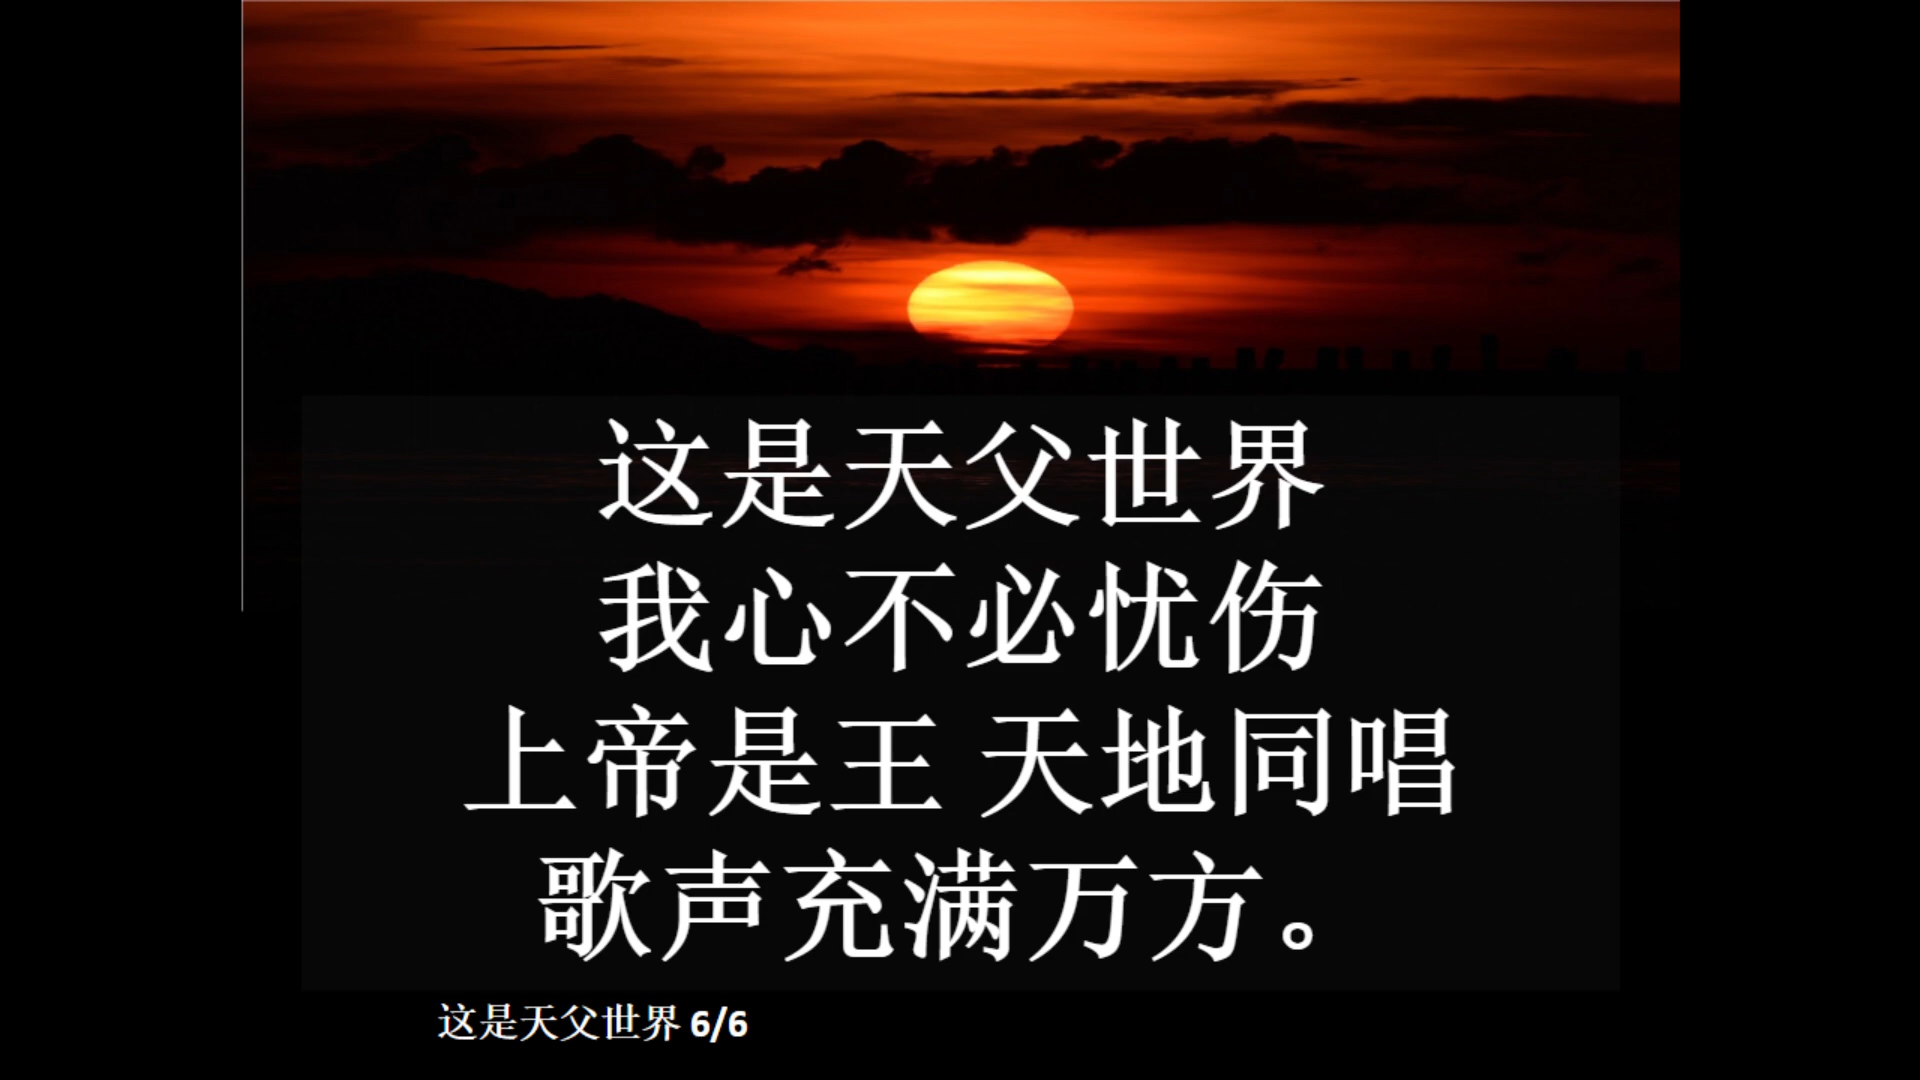 这是天父世界
我心不必忧伤
上帝是王 天地同唱
歌声充满万方。
这是天父世界 6/6